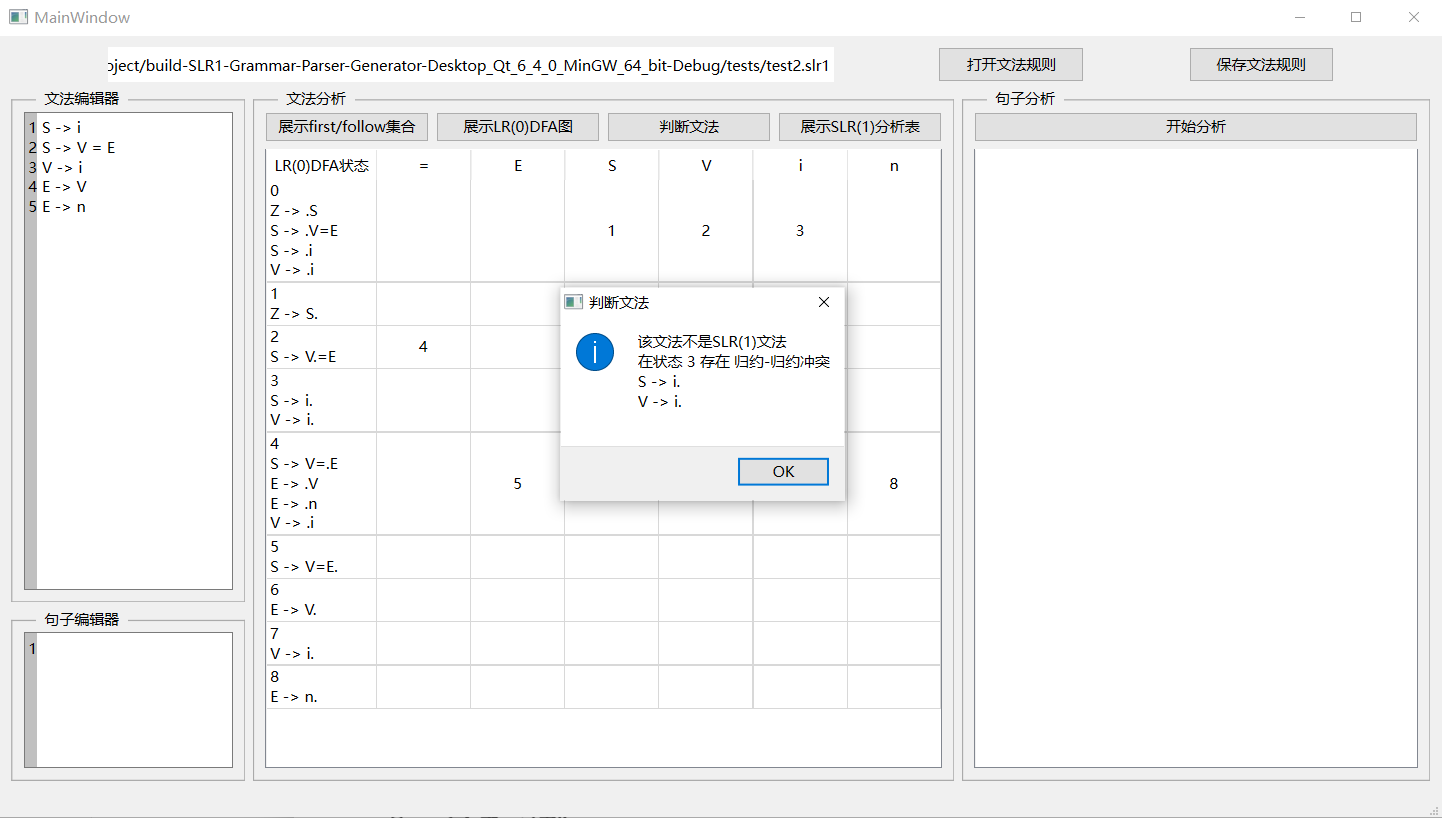 MainWindow
oject/build-SLR1-Grammar-Parser-Generator-Desktop_Qt_6_4_0_MinGW_64_bit-Debug/tests/test2.slr1
打开文法规则
保存文法规则
文法编辑器
1 S -> i
2 S -> V = E
3 V -> i
4 E -> V
5 E -> n
句子编辑器
1
文法分析
展示first/follow集合
展示LR(0)DFA图
判断文法
展示SLR(1)分析表
LR(0)DFA状态 = E S V i n
0
Z -> .S
S -> .V=E
S -> .i
V -> .i
1 2 3
1
Z -> S.
2
S -> V.=E
4
3
S -> i.
V -> i.
4
S -> V=.E
E -> .V
E -> .n
V -> .i
5 8
5
S -> V=E.
6
E -> V.
7
V -> i.
8
E -> n.
判断文法
该文法不是SLR(1)文法
在状态 3 存在 归约-归约冲突
S -> i.
V -> i.
OK
句子分析
开始分析